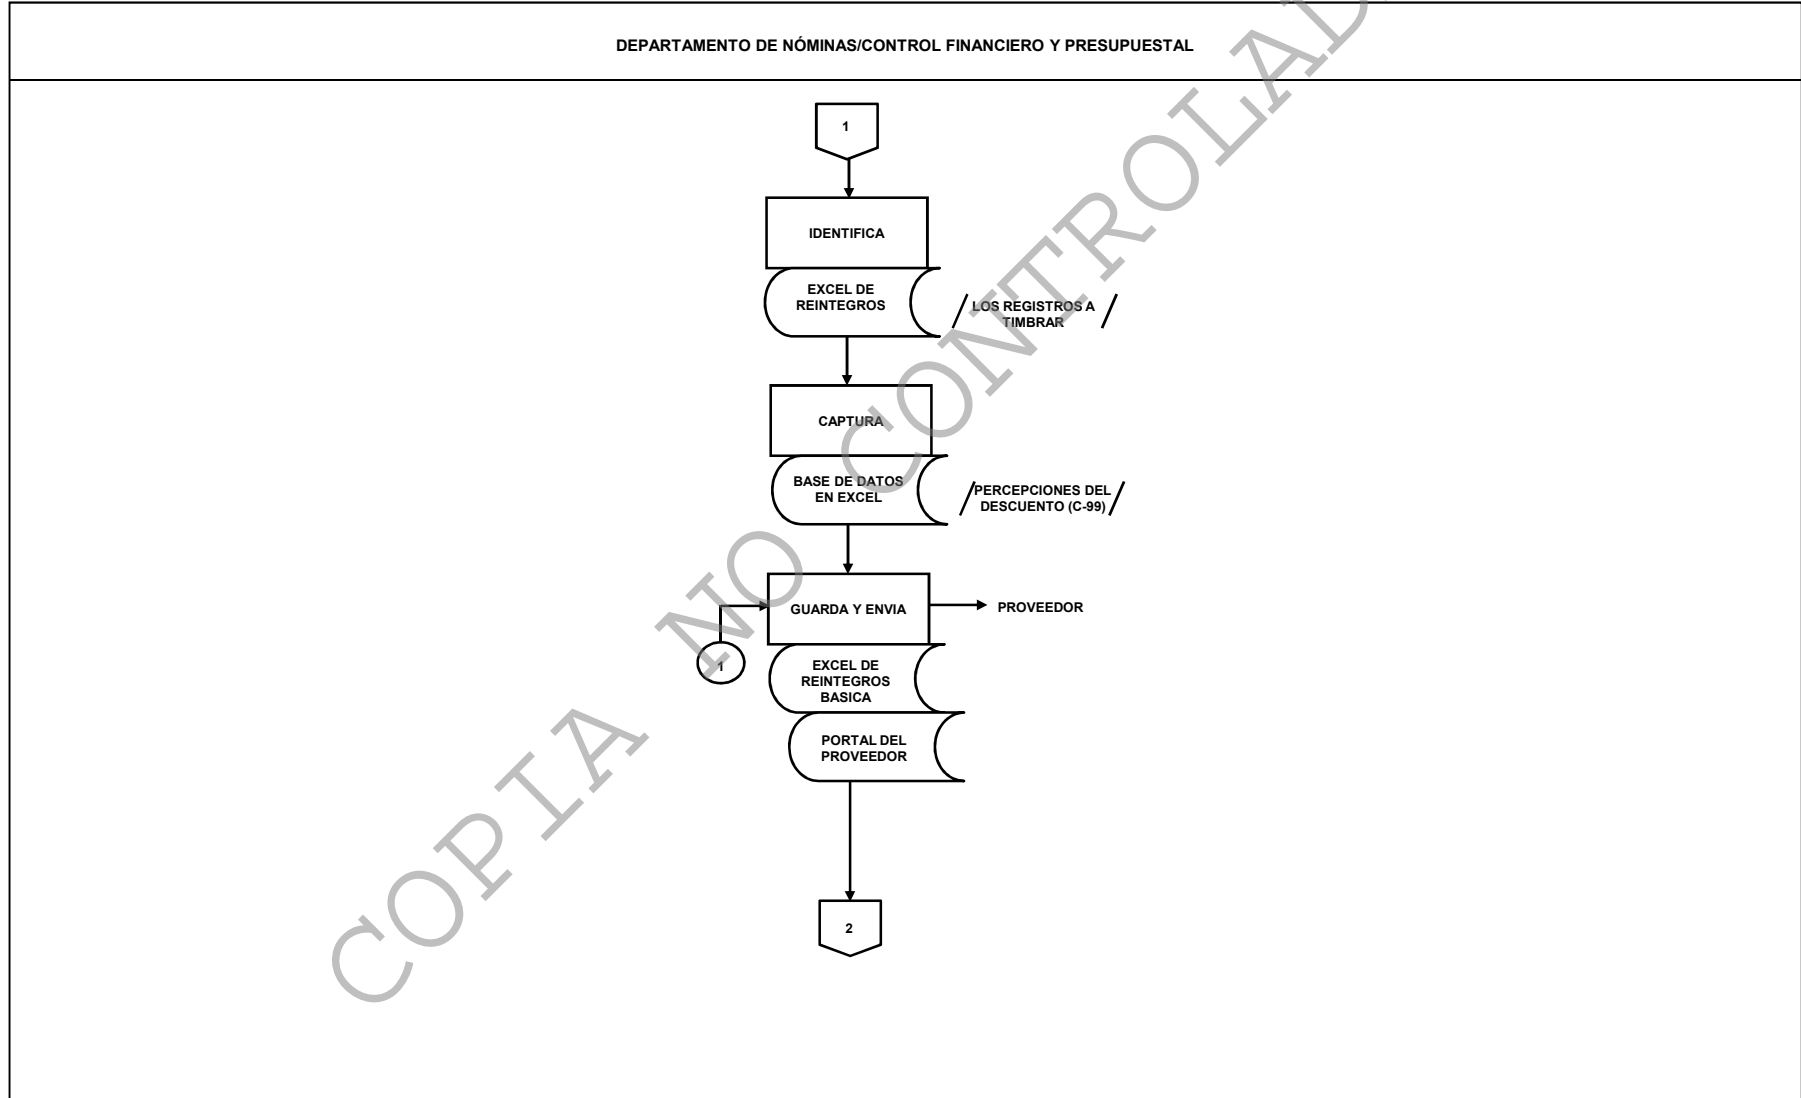 DEPARTAMENTO DE NÓMINAS/CONTROL FINANCIERO Y PRESUPUESTAL
1
IDENTIFICA
EXCEL DE
REINTEGROS
/ LOS REGISTROS A /
TIMBRAR
CAPTURA
BASE DE DATOS
EN EXCEL
/ PERCEPCIONES DEL /
DESCUENTO (C-99)
GUARDA Y ENVIA
PROVEEDOR
1
EXCEL DE
REINTEGROS
BASICA
PORTAL DEL
PROVEEDOR
2
COPIA NO CONTROLAD